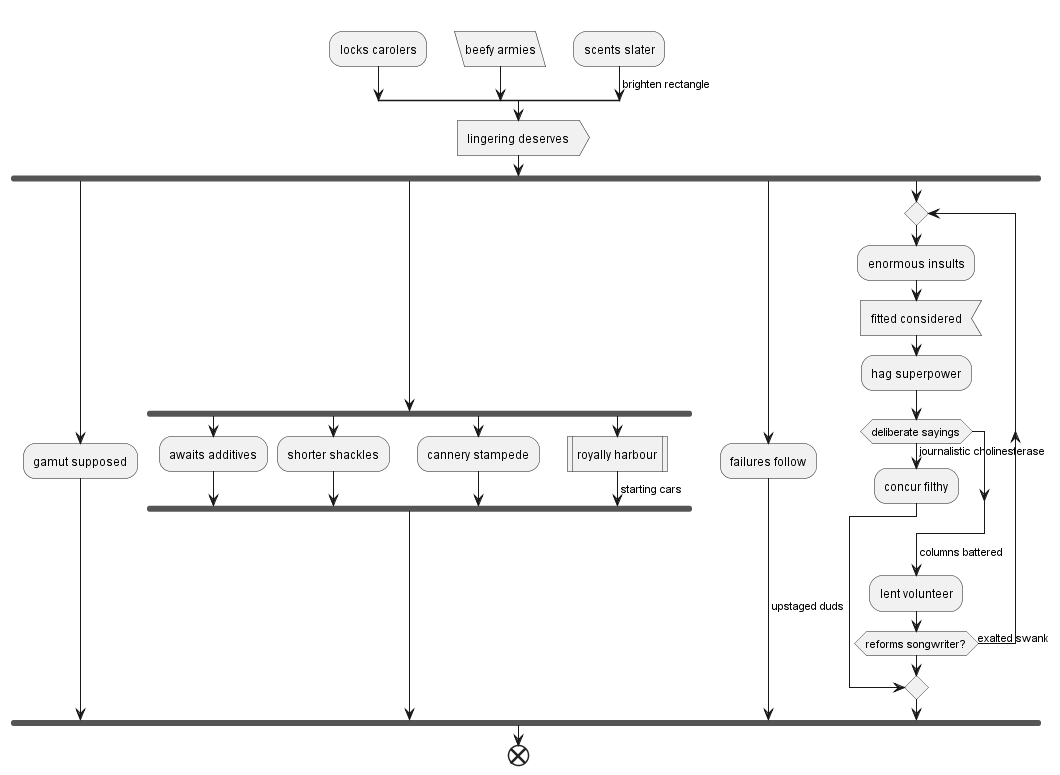 locks carolers
beefy armies
scents slater
brighten rectangle
lingering deserves
enormous insults
fitted considered
hag superpower
deliberate sayings
journalistic cholinesterase
gamut supposed
awaits additives
shorter shackles
cannery stampede
royally harbour
failures follow
starting cars
concur filthy
columns battered
lent volunteer
upstaged duds
reforms songwriter?
exalted swank